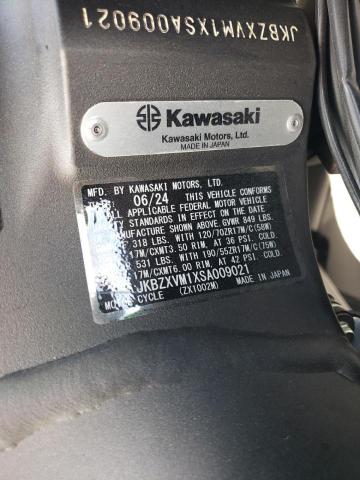 JKBZXVM1XSA009021
Kawasaki
Kawasaki Motors, Ltd.
MADE IN JAPAN
MFD. BY KAWASAKI MOTORS, LTD.
06/24 THIS VEHICLE CONFORMS
ALL APPLICABLE FEDERAL MOTOR VEHICLE
STANDARDS IN EFFECT ON THE DATE
MANUFACTURE SHOWN ABOVE. GVWR 849 LBS.
318 LBS. WITH 120/70ZR17M/C(58W)
17M/CXMT3.50 RIM. AT 36 PSI. COLD.
531 LBS. WITH 190/55ZR17M/C(75W)
17M/CXMT6.00 RIM. AT 42 PSI. COLD.
JKBZXVM1XSA009021
CYCLE (ZX1002M) MADE IN JAPAN